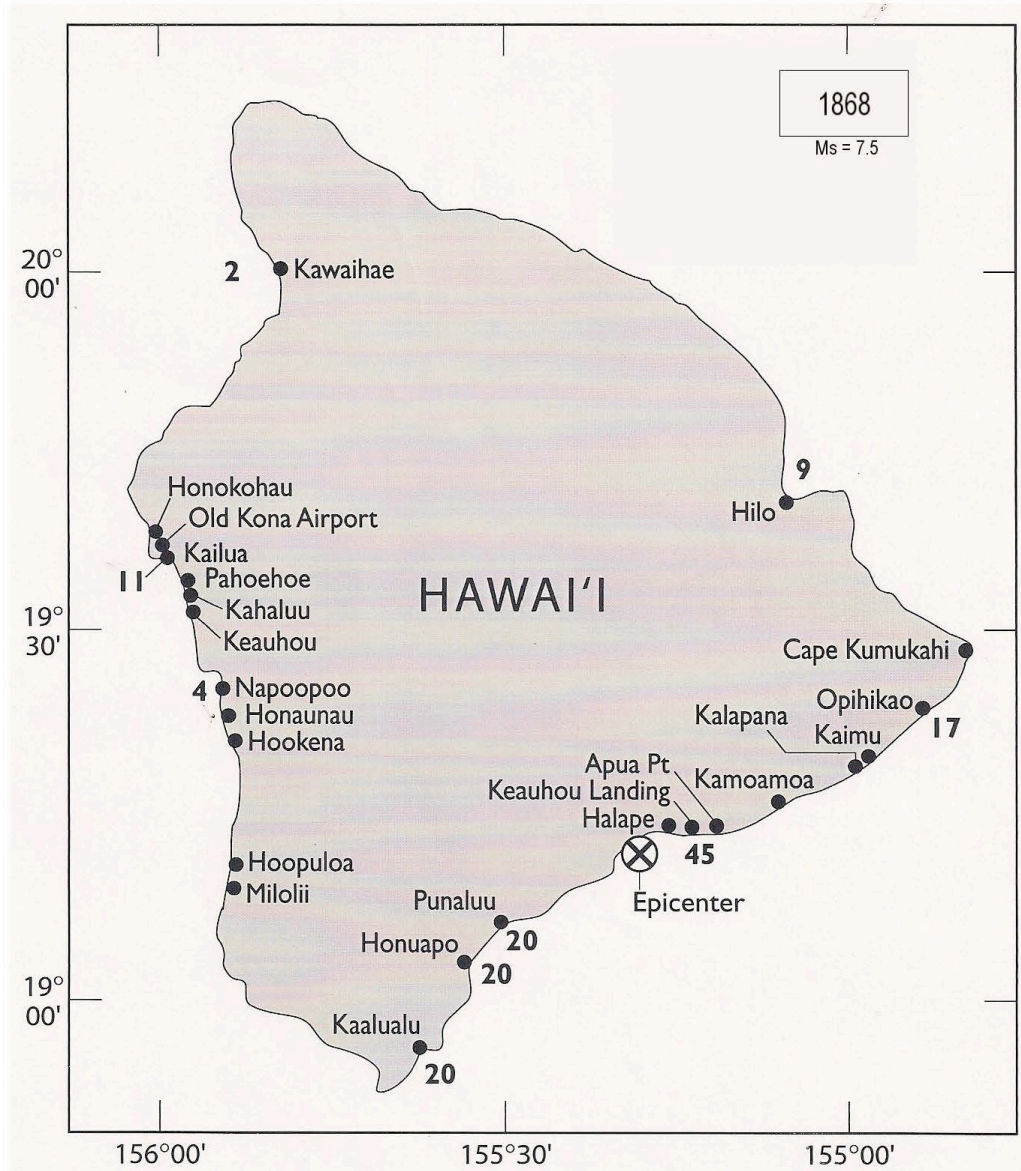 1868
Ms = 7.5
20°
00'
2
Kawaihae
9
Hilo
Honokohau
Old Kona Airport
Kailua
11
Pahoehoe
HAWAI‘I
Kahaluu
Keauhou
19°
30'
Cape Kumukahi
4
Napoopoo
Honaunau
Hookena
Opihikao
17
Kalapana
Kaimu
Apua Pt
Kamoamoa
Keauhou Landing
Halape
45
Epicenter
Hoopuloa
Milolii
Punaluu
20
Honuapo
20
19°
00'
Kaalualu
20
156°00'
155°30'
155°00'